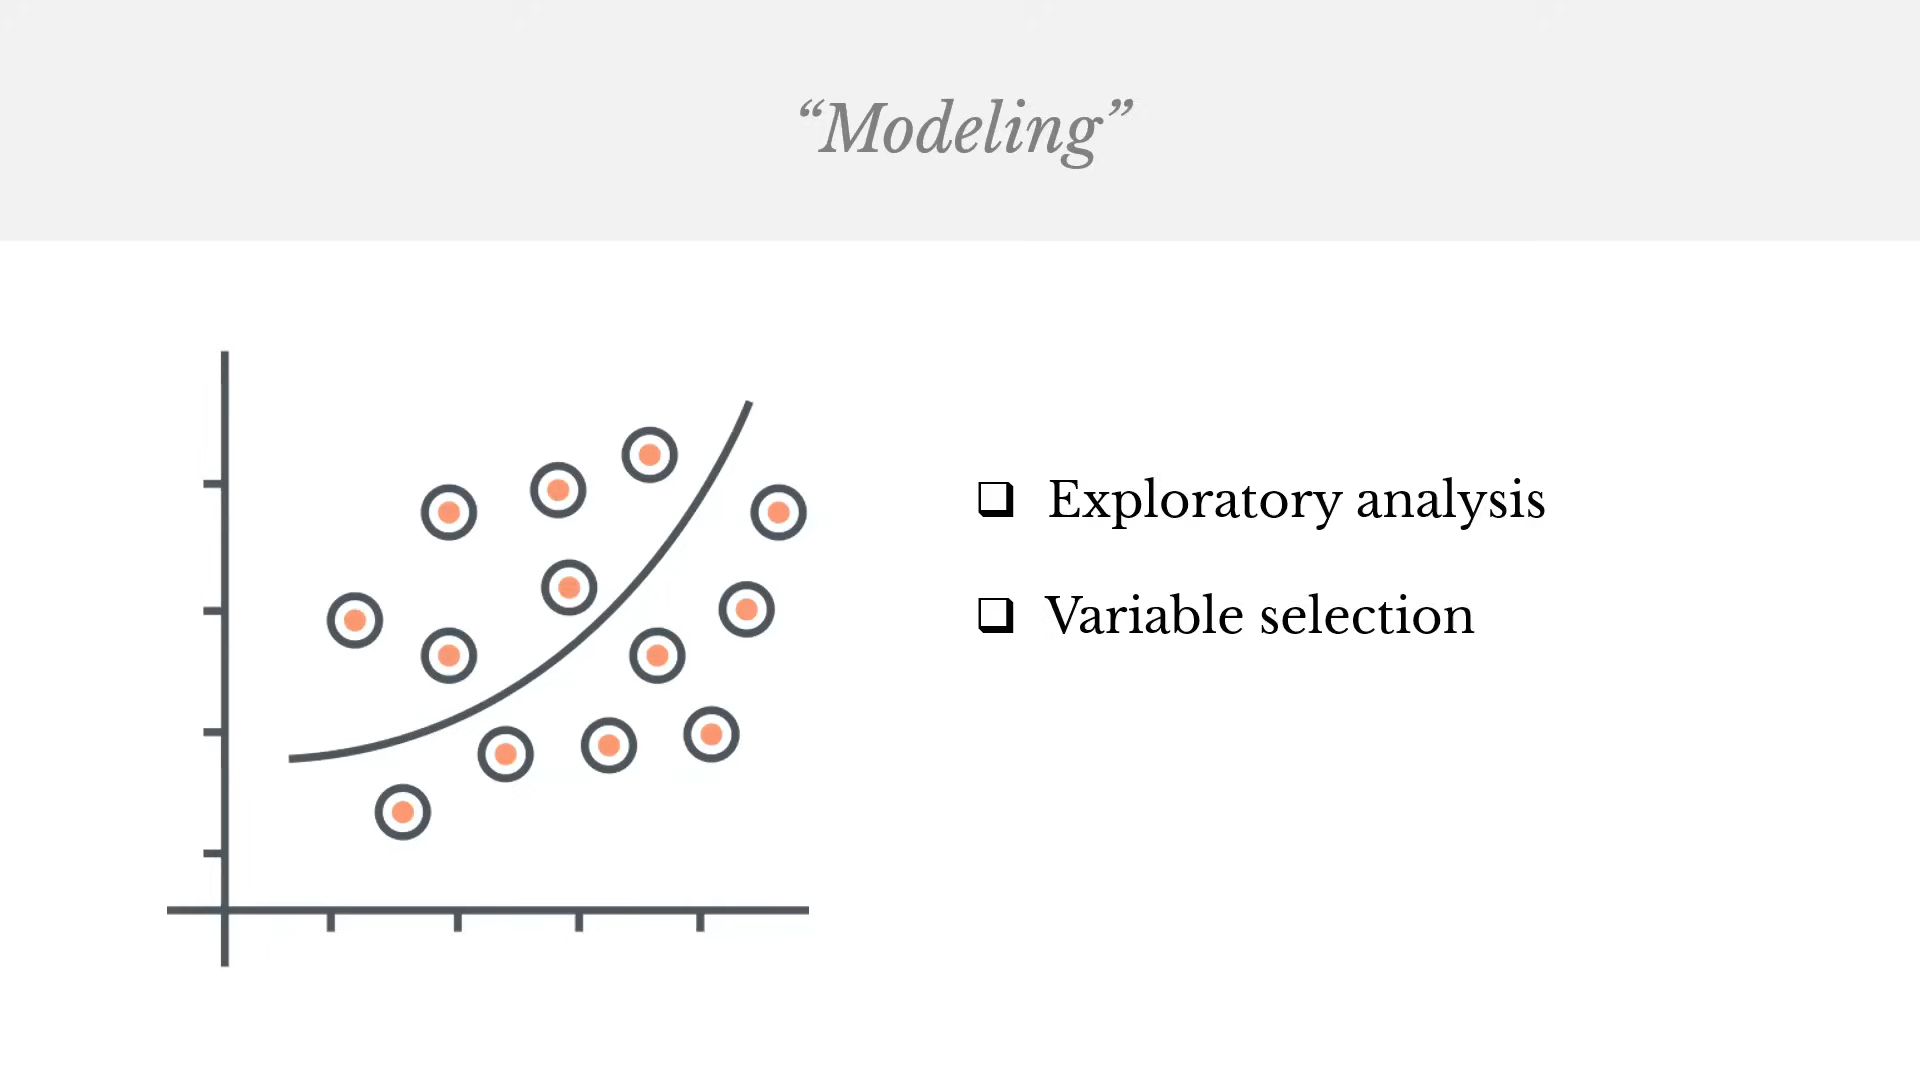 “Modeling”
Exploratory analysis
Variable selection